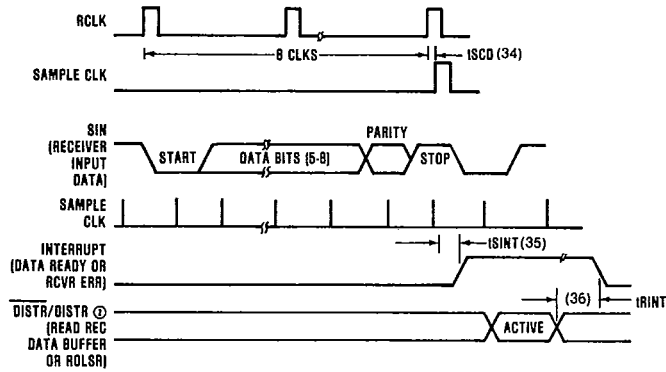 RCLK
8 CLKS
tSCD (34)
SAMPLE CLK
SIN
(RECEIVER
INPUT
DATA)
START
DATA BITS (5-8)
PARITY
STOP
SAMPLE
CLK
tSINT (35)
INTERRUPT
(DATA READY OR
RCVR ERR)
(36)
tRINT
DISTR/DISTR ②
(READ REC
DATA BUFFER
OR RDLSR)
ACTIVE